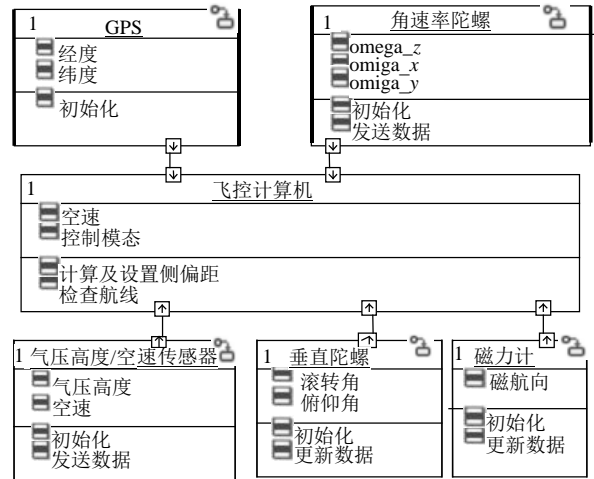 1 GPS
经度
纬度
初始化
1 角速率陀螺
omega_z
omiga_x
omiga_y
初始化
发送数据
1 飞控计算机
空速
控制模态
计算及设置侧偏距
检查航线
1 气压高度/空速传感器
气压高度
空速
初始化
发送数据
1 垂直陀螺
滚转角
俯仰角
初始化
更新数据
1 磁力计
磁航向
初始化
更新数据